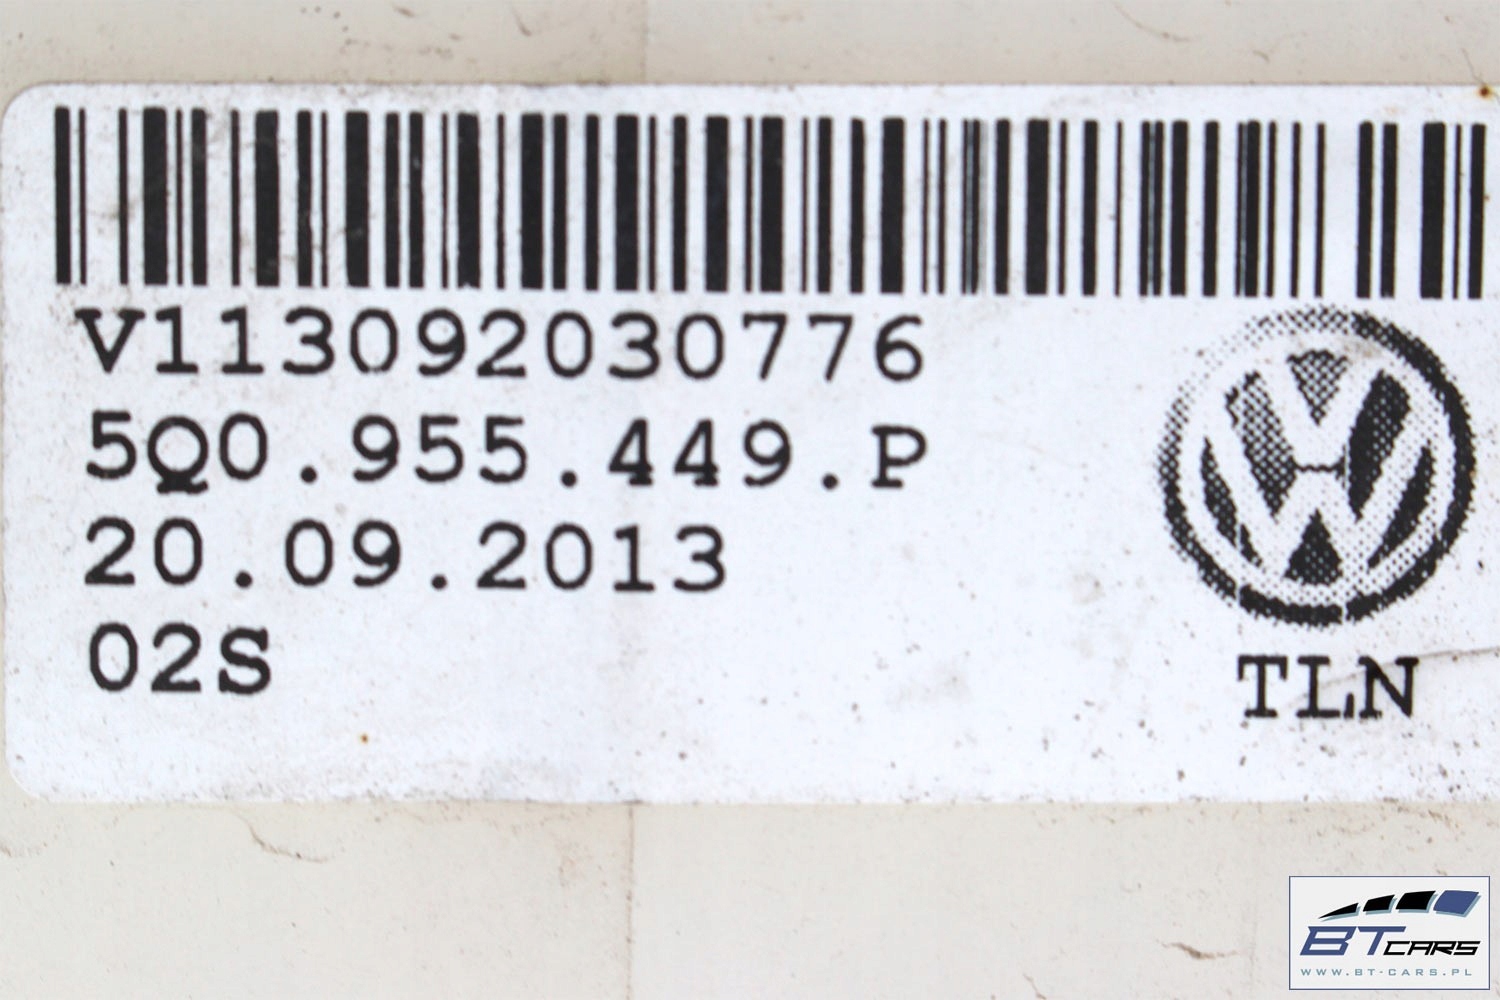 V113092030776
5Q0.955.449.P
20.09.2013
02S
TLN
BT CARS
WWW.BT-CARS.PL